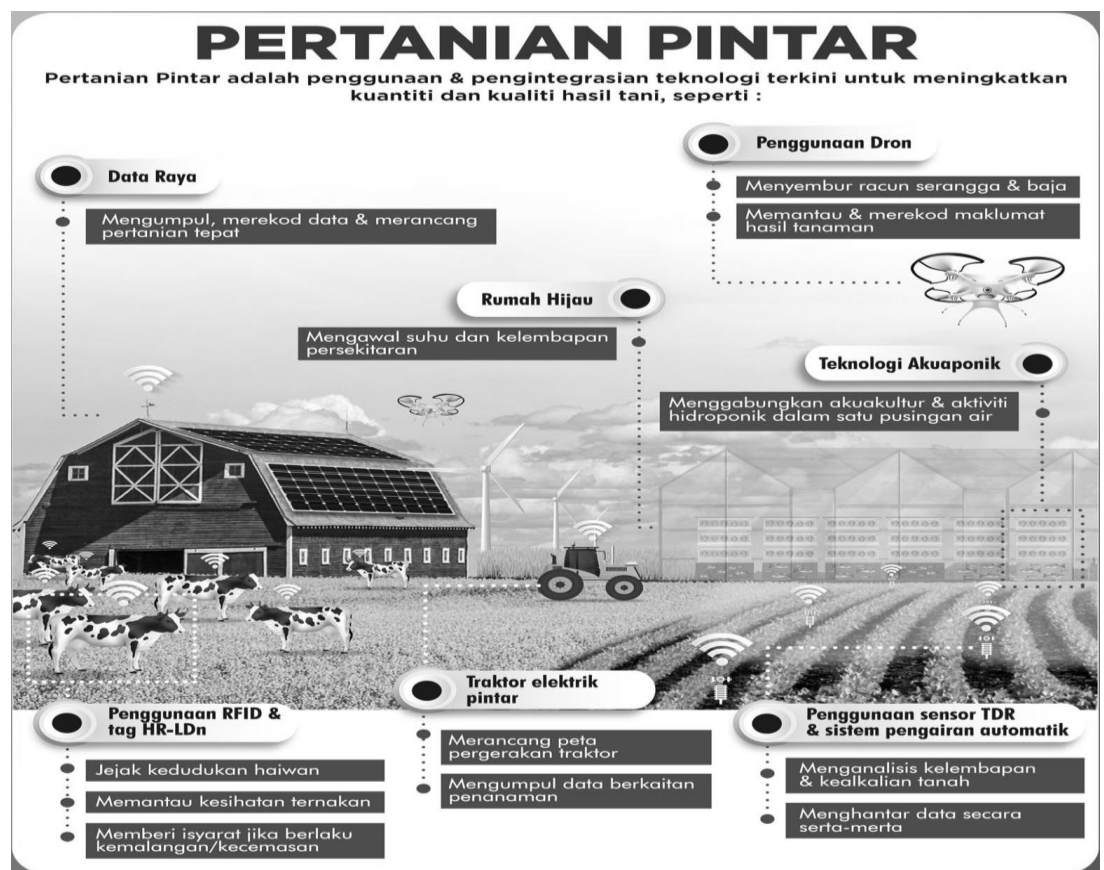 PERTANIAN PINTAR
Pertanian Pintar adalah penggunaan & pengintegrasian teknologi terkini untuk meningkatkan
kuantiti dan kualiti hasil tani, seperti :
Data Raya
Mengumpul, merekod data & merancang
pertanian tepat
Penggunaan Dron
Menyembur racun serangga & baja
Memantau & merekod maklumat
hasil tanaman
Rumah Hijau
Mengawal suhu dan kelembapan
persekitaran
Teknologi Akuaponik
Menggabungkan akuakultur & aktiviti
hidroponik dalam satu pusingan air
Penggunaan RFID &
tag HR-LDn
Jejak kedudukan haiwan
Memantau kesihatan ternakan
Memberi isyarat jika berlaku
kemalangan/kecemasan
Traktor elektrik
pintar
Merancang peta
pergerakan traktor
Mengumpul data berkaitan
penanaman
Penggunaan sensor TDR
& sistem pengairan automatik
Menganalisis kelembapan
& kealkalian tanah
Menghantar data secara
serta-merta